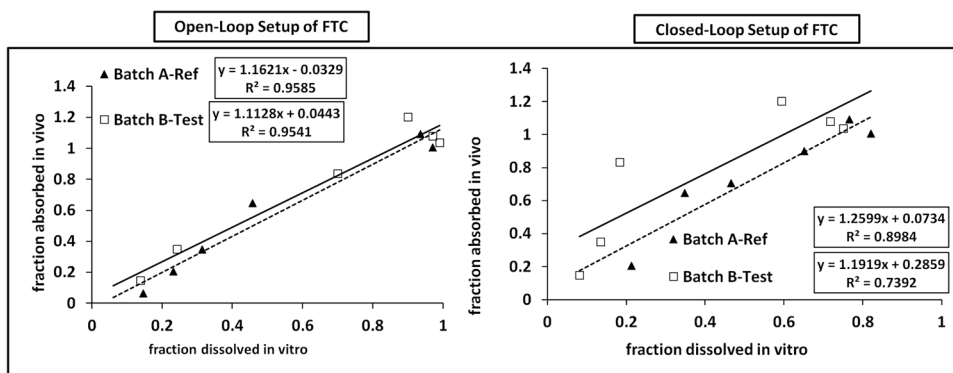 Open-Loop Setup of FTC
Closed-Loop Setup of FTC
fraction absorbed in vivo
1.4
1.2
1
0.8
0.6
0.4
0.2
0
▲ Batch A-Ref
□ Batch B-Test
y = 1.1621x - 0.0329
R² = 0.9585
y = 1.1128x + 0.0443
R² = 0.9541
0 0.2 0.4 0.6 0.8 1
fraction dissolved in vitro
fraction absorbed in vivo
1.4
1.2
1
0.8
0.6
0.4
0.2
0
▲ Batch A-Ref
□ Batch B-Test
y = 1.2599x + 0.0734
R² = 0.8984
y = 1.1919x + 0.2859
R² = 0.7392
0 0.2 0.4 0.6 0.8 1
fraction dissolved in vitro